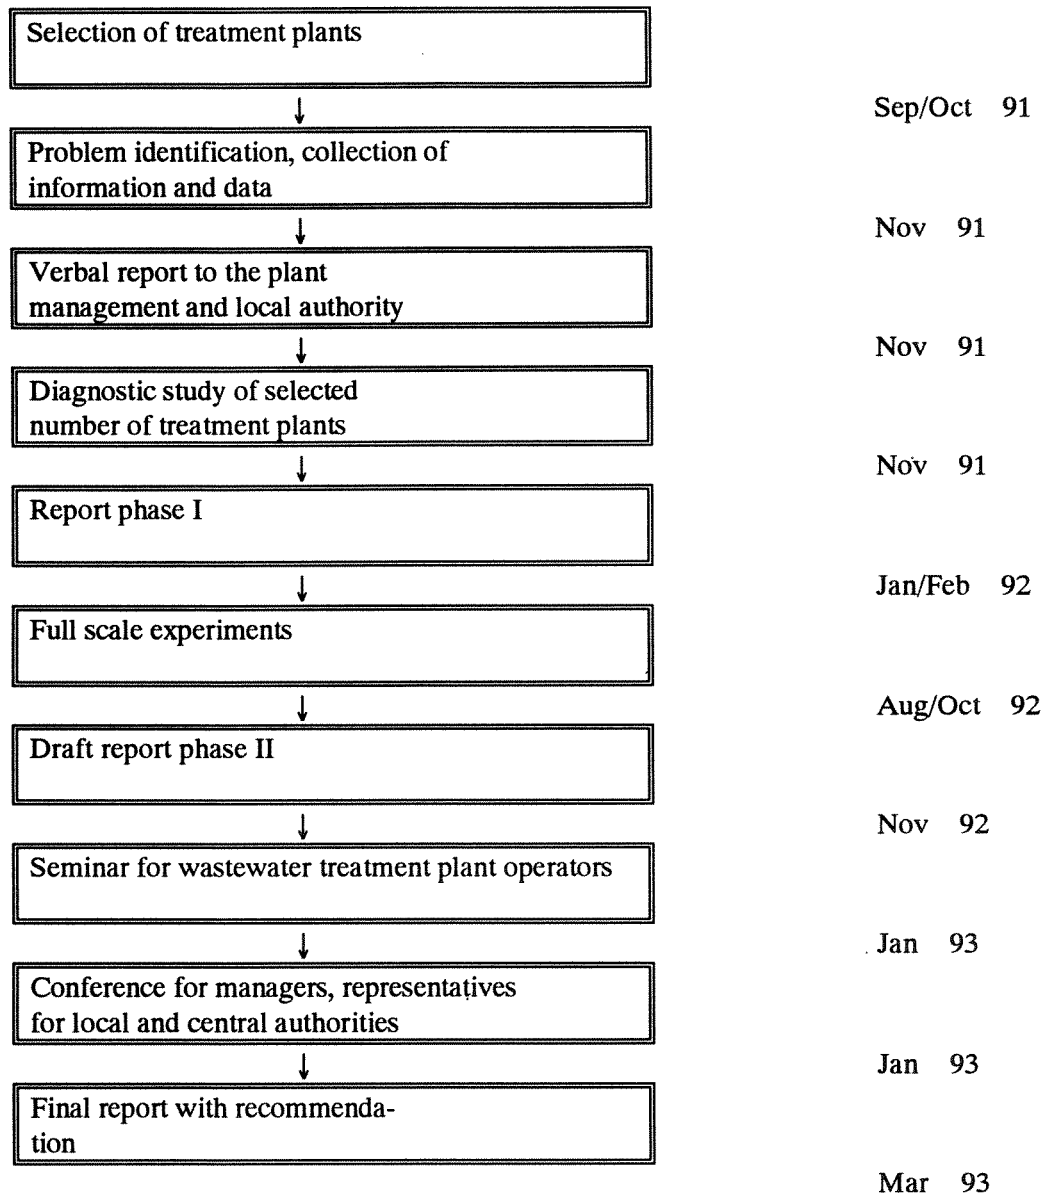 Selection of treatment plants
↓
Sep/Oct 91
Problem identification, collection of
information and data
↓
Nov 91
Verbal report to the plant
management and local authority
↓
Nov 91
Diagnostic study of selected
number of treatment plants
↓
Nov 91
Report phase I
↓
Jan/Feb 92
Full scale experiments
↓
Aug/Oct 92
Draft report phase II
↓
Nov 92
Seminar for wastewater treatment plant operators
↓
Jan 93
Conference for managers, representatives
for local and central authorities
↓
Jan 93
Final report with recommenda-
tion
Mar 93